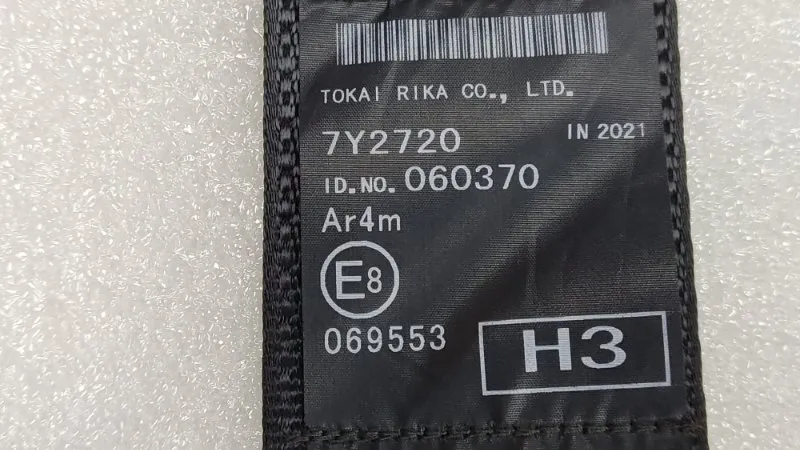 TOKAI RIKA CO., LTD.
7Y2720 IN 2021
ID.NO. 060370
Ar4m
E8
069553
H3